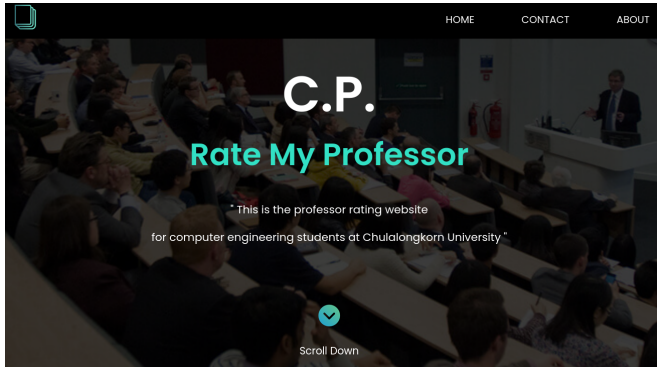 HOME CONTACT ABOUT
C.P.
Rate My Professor
" This is the professor rating website
for computer engineering students at Chulalongkorn University "
Scroll Down